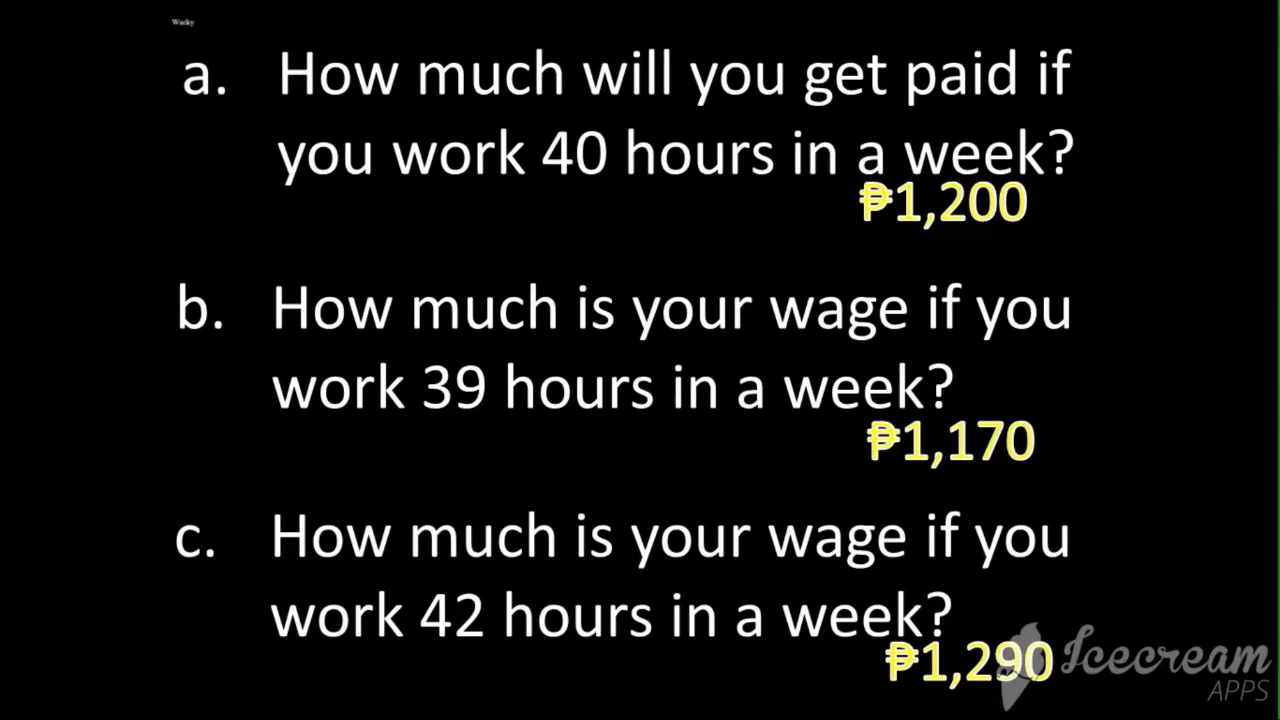 Wacky
a. How much will you get paid if
you work 40 hours in a week?
₱1,200
b. How much is your wage if you
work 39 hours in a week?
₱1,170
c. How much is your wage if you
work 42 hours in a week?
₱1,290
Icecream
APPS